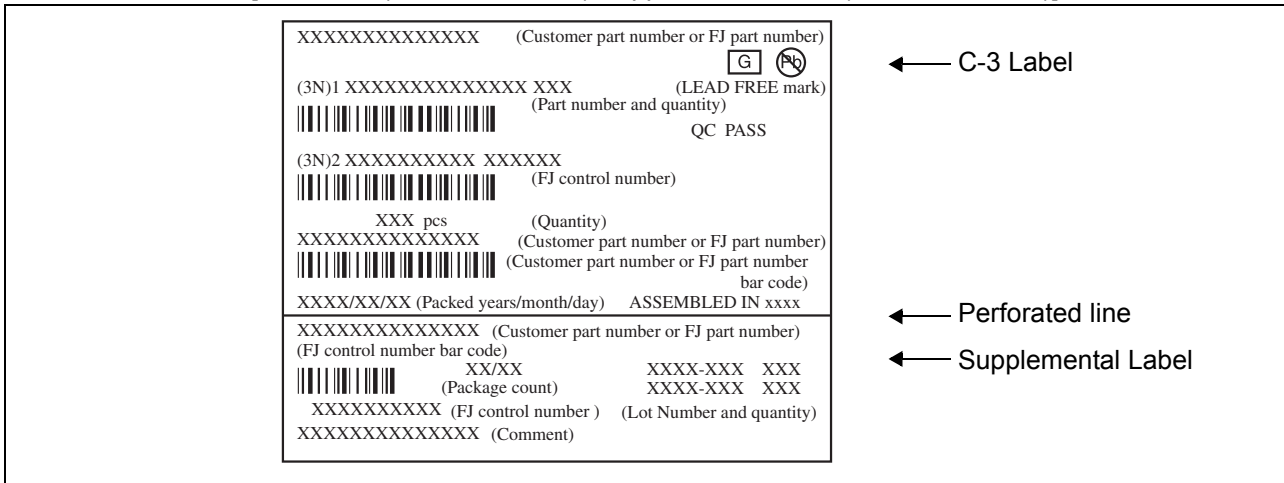 XXXXXXXXXXXXXX (Customer part number or FJ part number)
G Pb
C-3 Label
(3N)1 XXXXXXXXXXXXXX XXX (LEAD FREE mark)
(Part number and quantity)
QC PASS
(3N)2 XXXXXXXXXX XXXXXX
(FJ control number)
XXX pcs (Quantity)
XXXXXXXXXXXXXX (Customer part number or FJ part number)
(Customer part number or FJ part number
bar code)
XXXX/XX/XX (Packed years/month/day) ASSEMBLED IN xxxx
Perforated line
XXXXXXXXXXXXXX (Customer part number or FJ part number)
(FJ control number bar code)
Supplemental Label
XX/XX XXXX-XXX XXX
(Package count) XXXX-XXX XXX
XXXXXXXXXX (FJ control number ) (Lot Number and quantity)
XXXXXXXXXXXXXX (Comment)